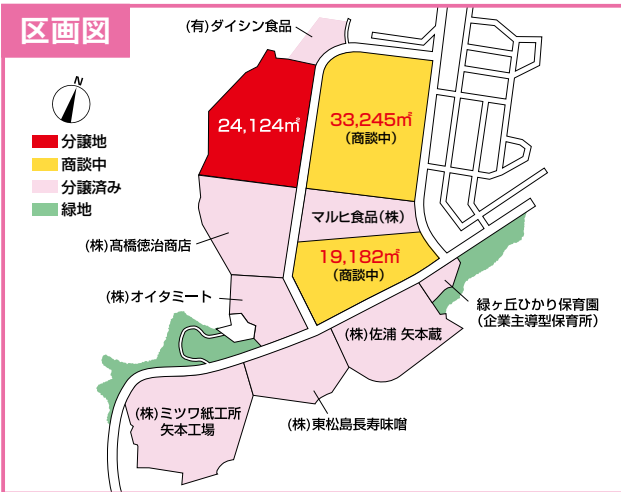 区画図
N
分譲地
商談中
分譲済み
緑地
(有)ダイシン食品
24,124㎡
33,245㎡
(商談中)
マルヒ食品(株)
19,182㎡
(商談中)
(株)髙橋徳治商店
(株)オイタミート
緑ヶ丘ひかり保育園
(企業主導型保育所)
(株)佐浦 矢本蔵
(株)東松島長寿味噌
(株)ミツワ紙工所
矢本工場